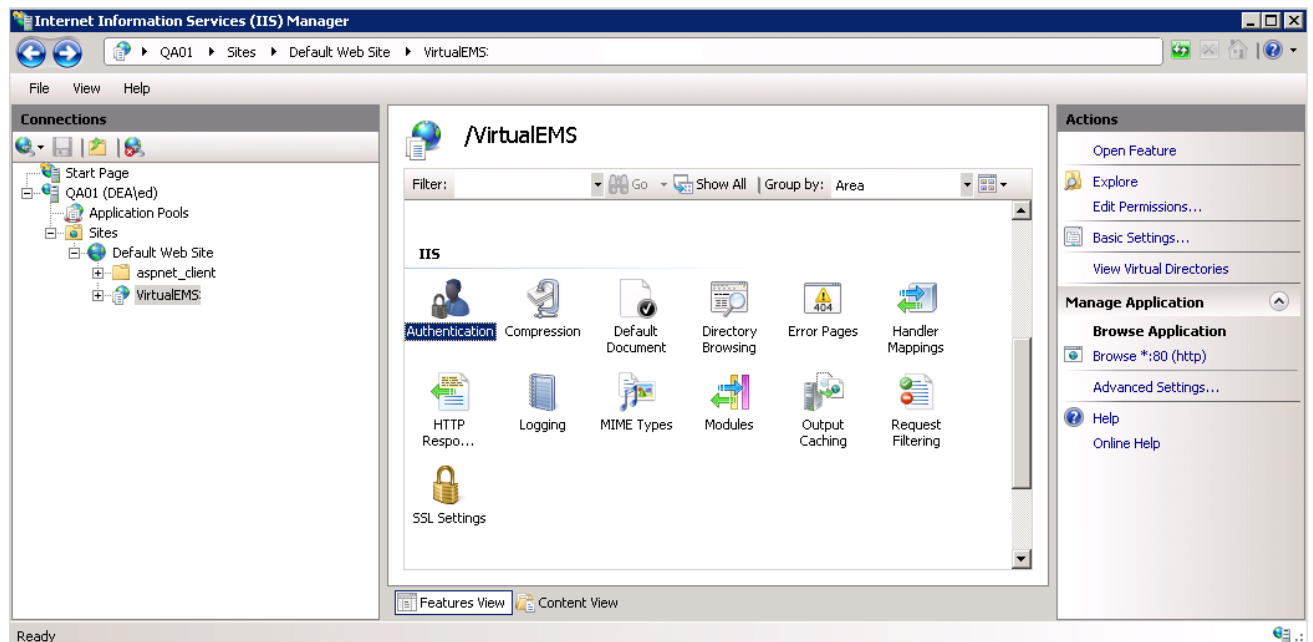 Internet Information Services (IIS) Manager
QA01 Sites Default Web Site VirtualEMS:
File View Help
Connections
Start Page
QA01 (DEA\ed)
Application Pools
Sites
Default Web Site
aspnet_client
VirtualEMS:
/VirtualEMS
Filter: Go Show All Group by: Area
IIS
Authentication Compression Default Document Directory Browsing Error Pages Handler Mappings
404
HTTP Respo... Logging MIME Types Modules Output Caching Request Filtering
SSL Settings
Features View Content View
Actions
Open Feature
Explore
Edit Permissions...
Basic Settings...
View Virtual Directories
Manage Application
Browse Application
Browse *:80 (http)
Advanced Settings...
Help
Online Help
Ready